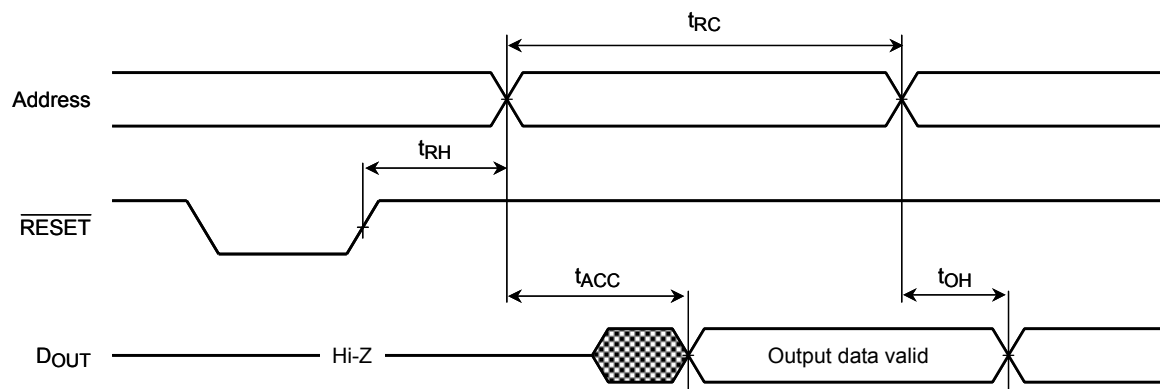 tRC
Address
tRH
RESET
tACC
tOH
DOUT
Hi-Z
Output data valid